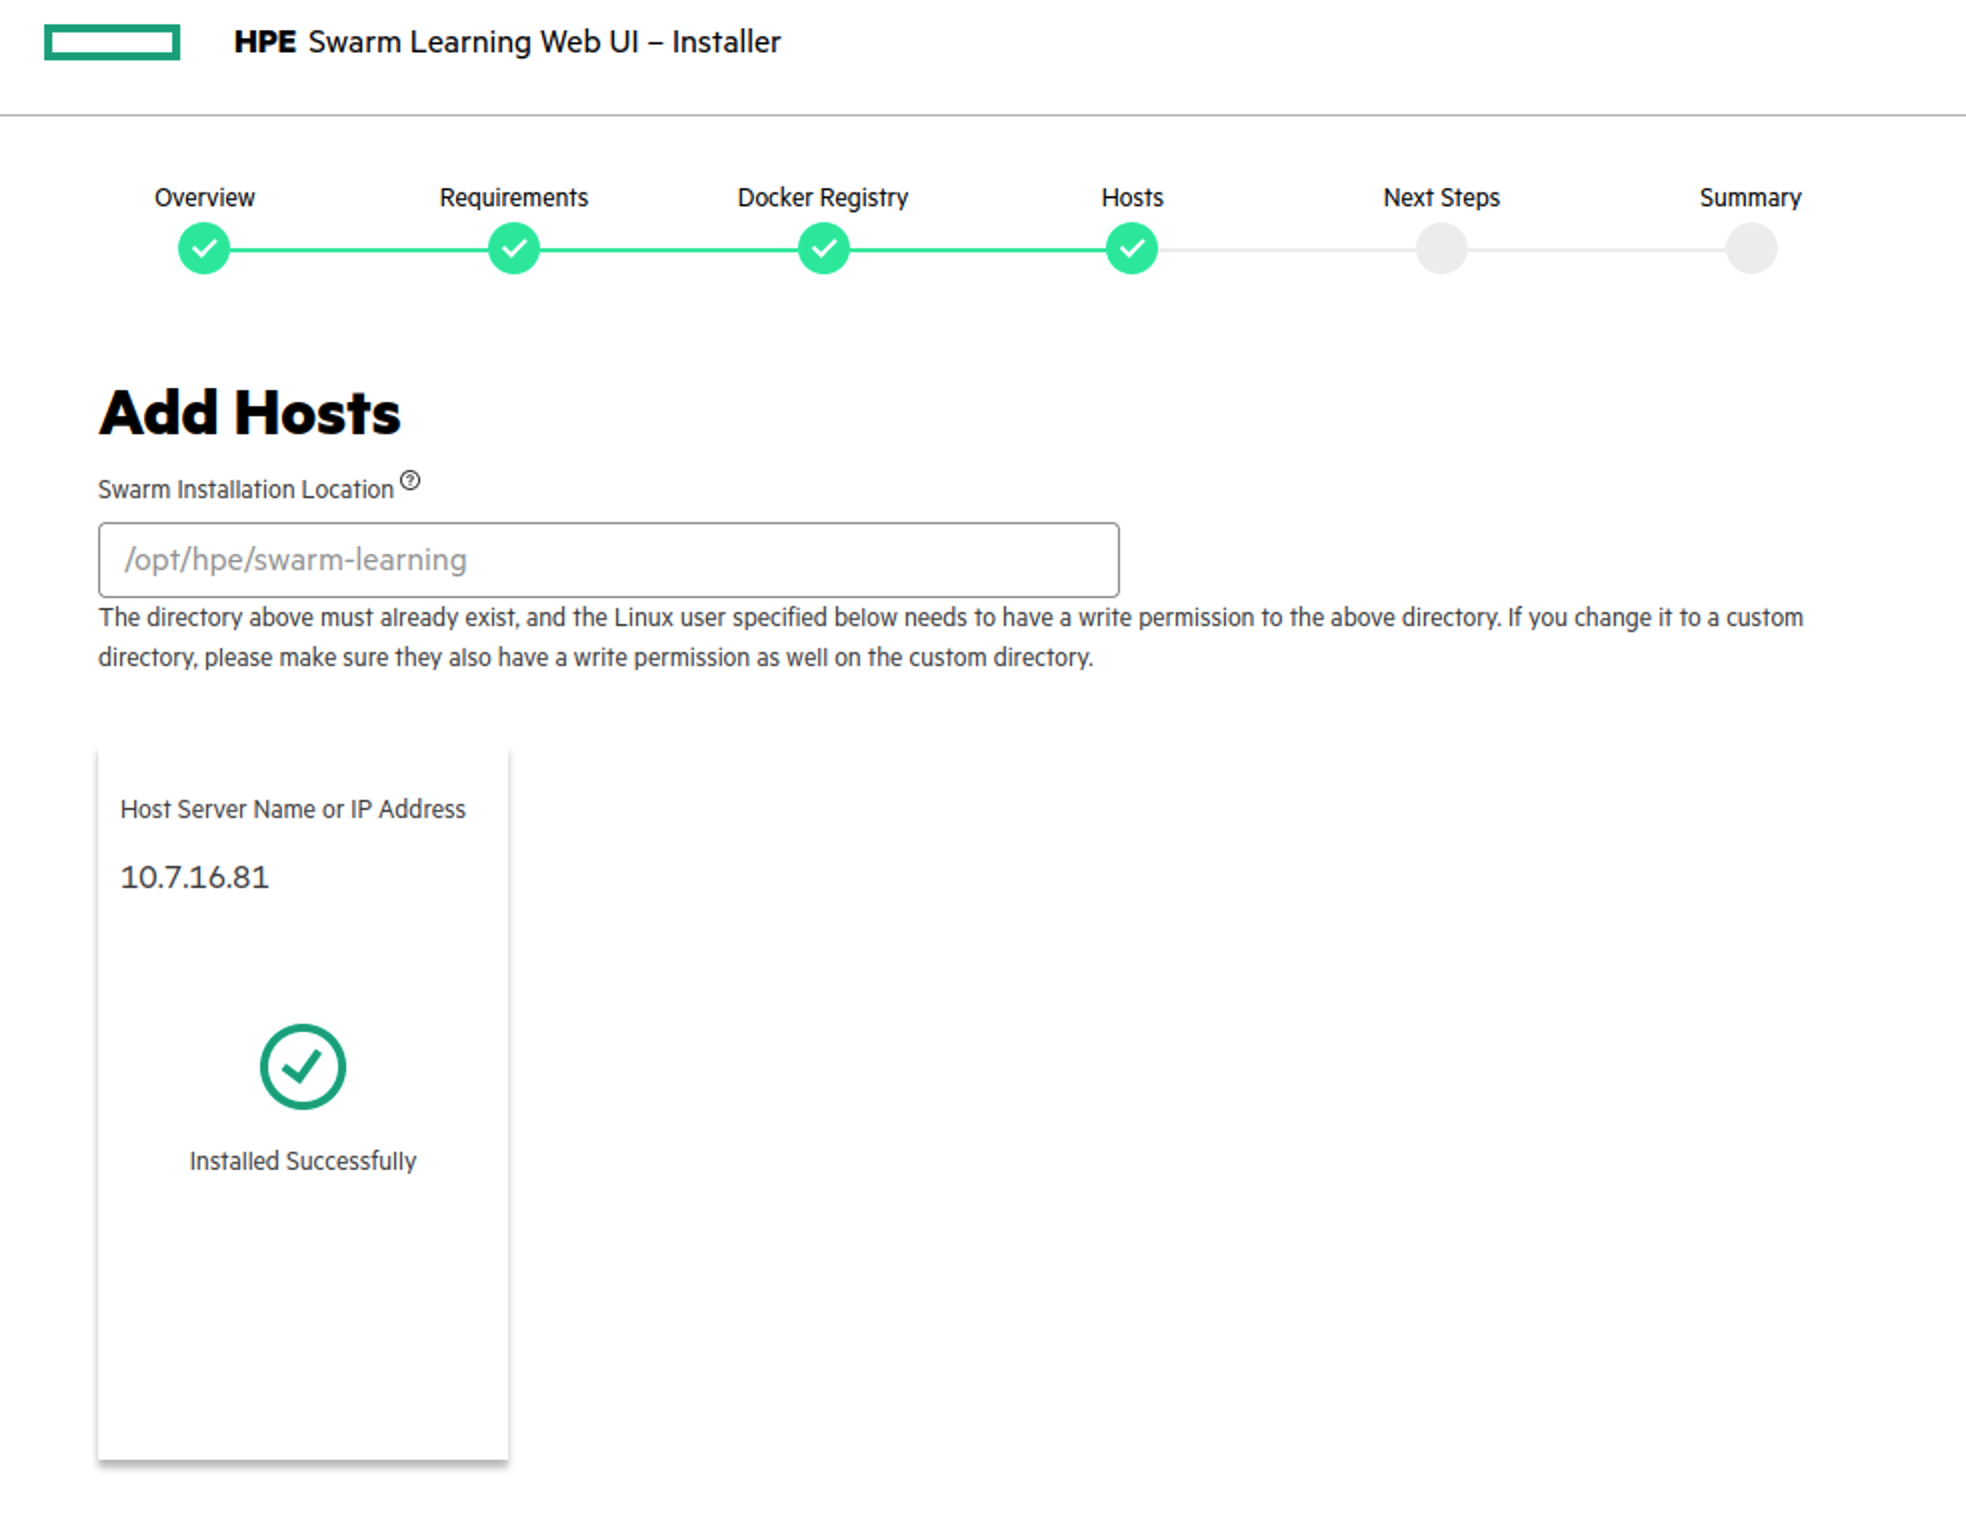 HPE Swarm Learning Web UI – Installer
Overview
Requirements
Docker Registry
Hosts
Next Steps
Summary
Add Hosts
Swarm Installation Location
/opt/hpe/swarm-learning
The directory above must already exist, and the Linux user specified below needs to have a write permission to the above directory. If you change it to a custom
directory, please make sure they also have a write permission as well on the custom directory.
Host Server Name or IP Address
10.7.16.81
Installed Successfully